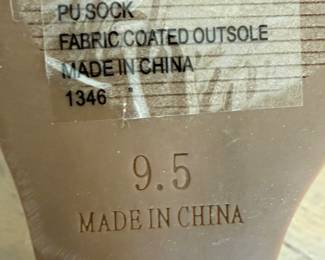 PU SOCK
FABRIC COATED OUTSOLE
MADE IN CHINA
1346
9.5
MADE IN CHINA